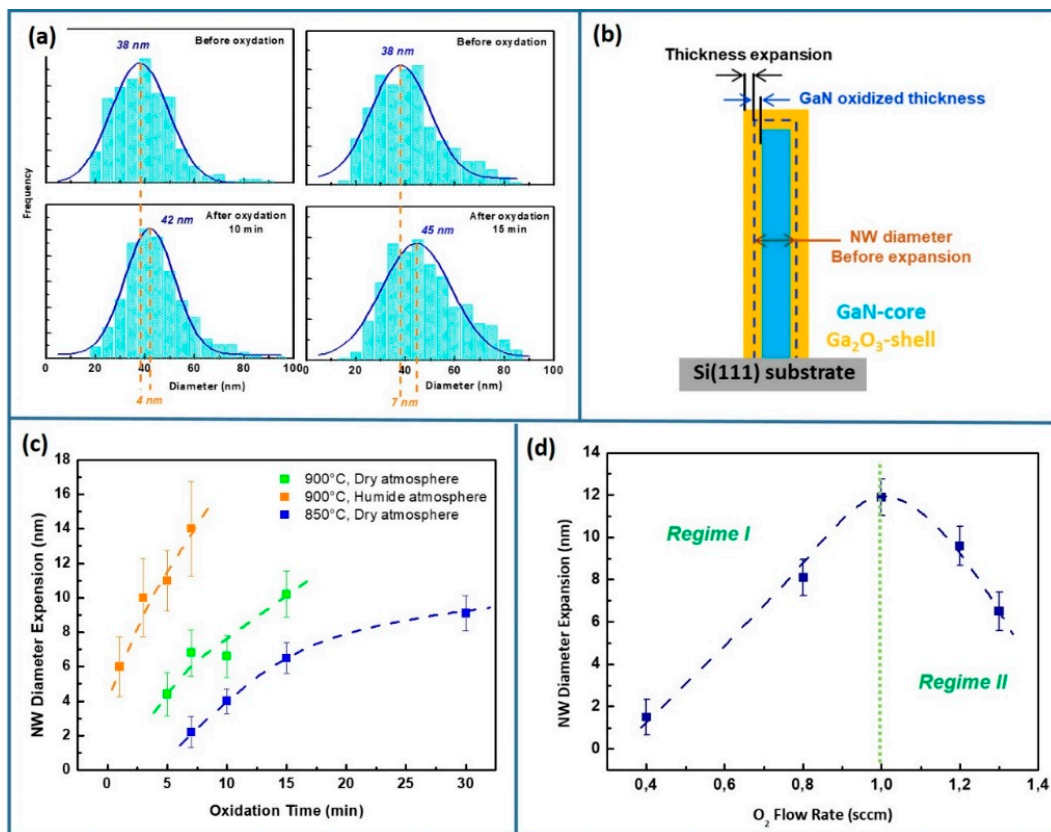 (a)
Before oxydation
38 nm
Before oxydation
38 nm
Frequency
After oxydation
10 min
42 nm
After oxydation
15 min
45 nm
0 20 40 60 80 100
Diameter (nm)
0 20 40 60 80 100
Diameter (nm)
4 nm
7 nm
(b)
Thickness expansion
GaN oxidized thickness
NW diameter
Before expansion
GaN-core
Ga₂O₃-shell
Si(111) substrate
(c)
18
16
14
12
10
8
6
4
2
0
NW Diameter Expension (nm)
900°C, Dry atmosphere
900°C, Humide atmosphere
850°C, Dry atmosphere
0 5 10 15 20 25 30
Oxidation Time (min)
(d)
14
12
10
8
6
4
2
0
NW Diameter Expansion (nm)
Regime I
Regime II
0,4 0,6 0,8 1,0 1,2 1,4
O₂ Flow Rate (sccm)